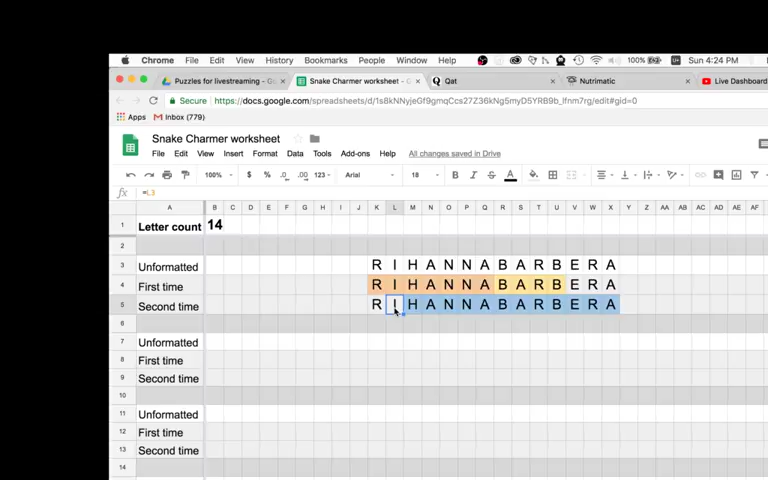 Chrome File Edit View History Bookmarks People Window Help 100% Sun 4:24 PM
Puzzles for livestreaming - G Snake Charmer worksheet - Qat Nutrimatic Live Dashboard
Secure https://docs.google.com/spreadsheets/d/1s8kNNyjeGf9gmqCcs27Z36kNg5myD5YRB9b_lfnm7rg/edit#gid=0
Apps M Inbox (779)
Snake Charmer worksheet
File Edit View Insert Format Data Tools Add-ons Help All changes saved in Drive
100% $ % .0 .00 123 Arial 18 B I S A
fx =L3
A B C D E F G H I J K L M N O P Q R S T U V W X Y Z AA AB AC AD AE AF
1 Letter count 14
2
3 Unformatted R I H A N N A B A R B E R A
4 First time R I H A N N A B A R B E R A
5 Second time R I H A N N A B A R B E R A
6
7 Unformatted
8 First time
9 Second time
10
11 Unformatted
12 First time
13 Second time
14